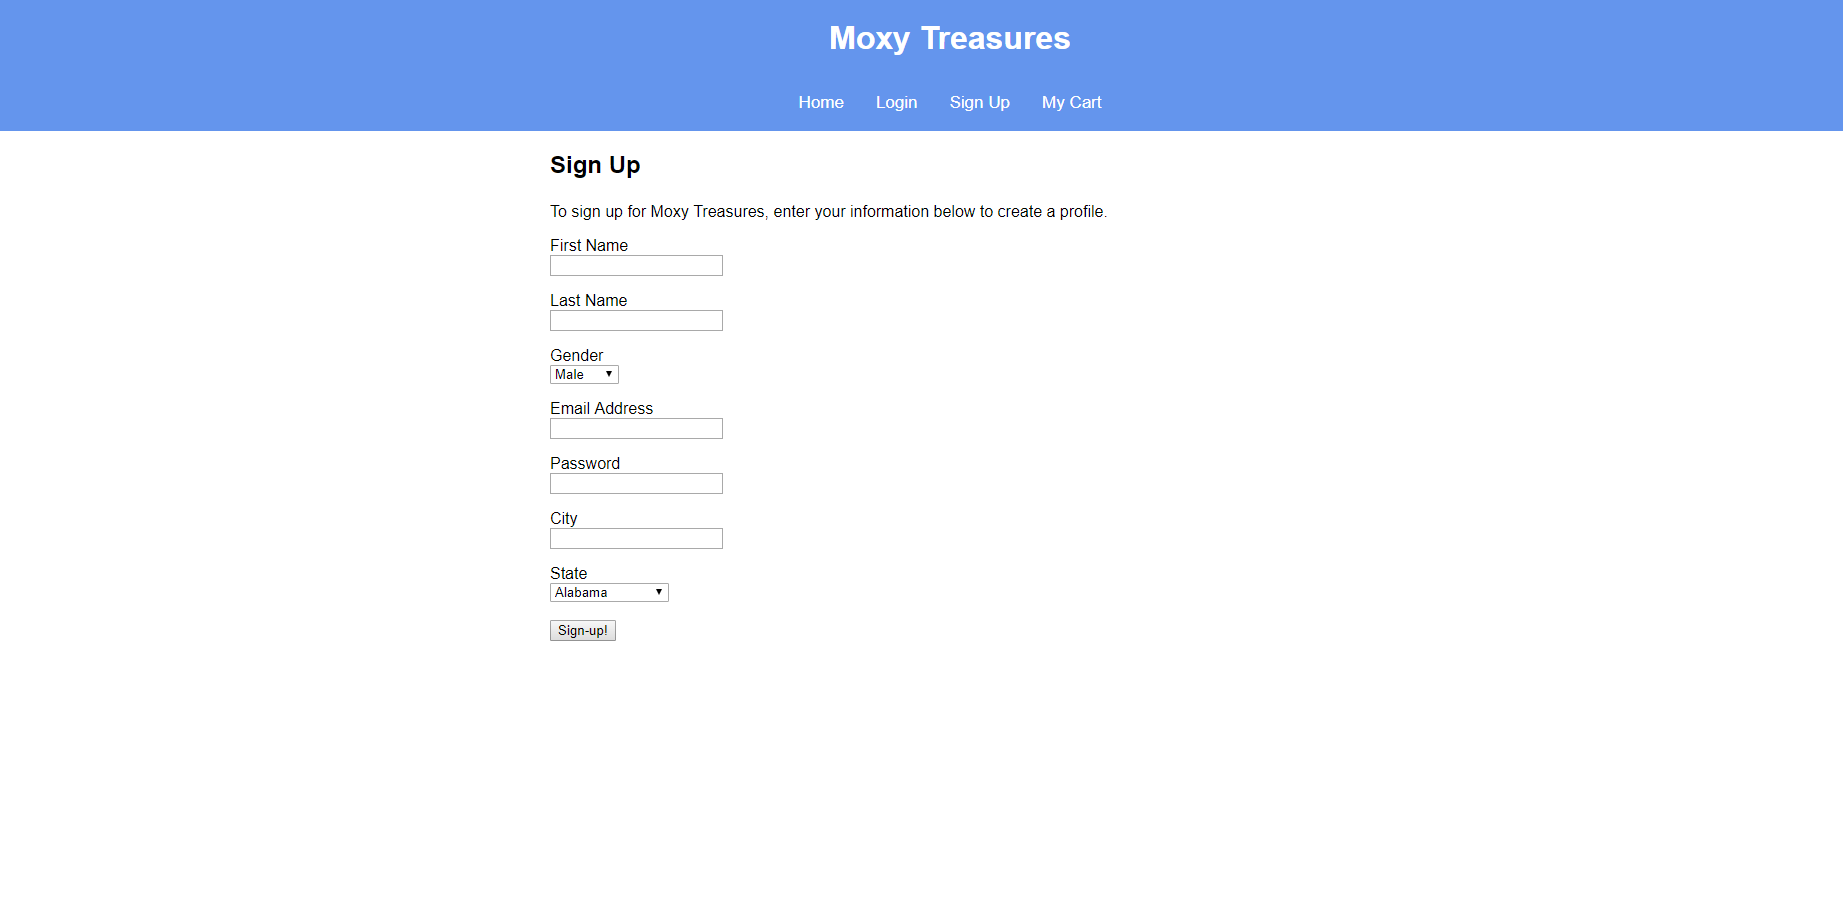 Moxy Treasures
Home Login Sign Up My Cart
Sign Up
To sign up for Moxy Treasures, enter your information below to create a profile.
First Name
Last Name
Gender
Male
Email Address
Password
City
State
Alabama
Sign-up!